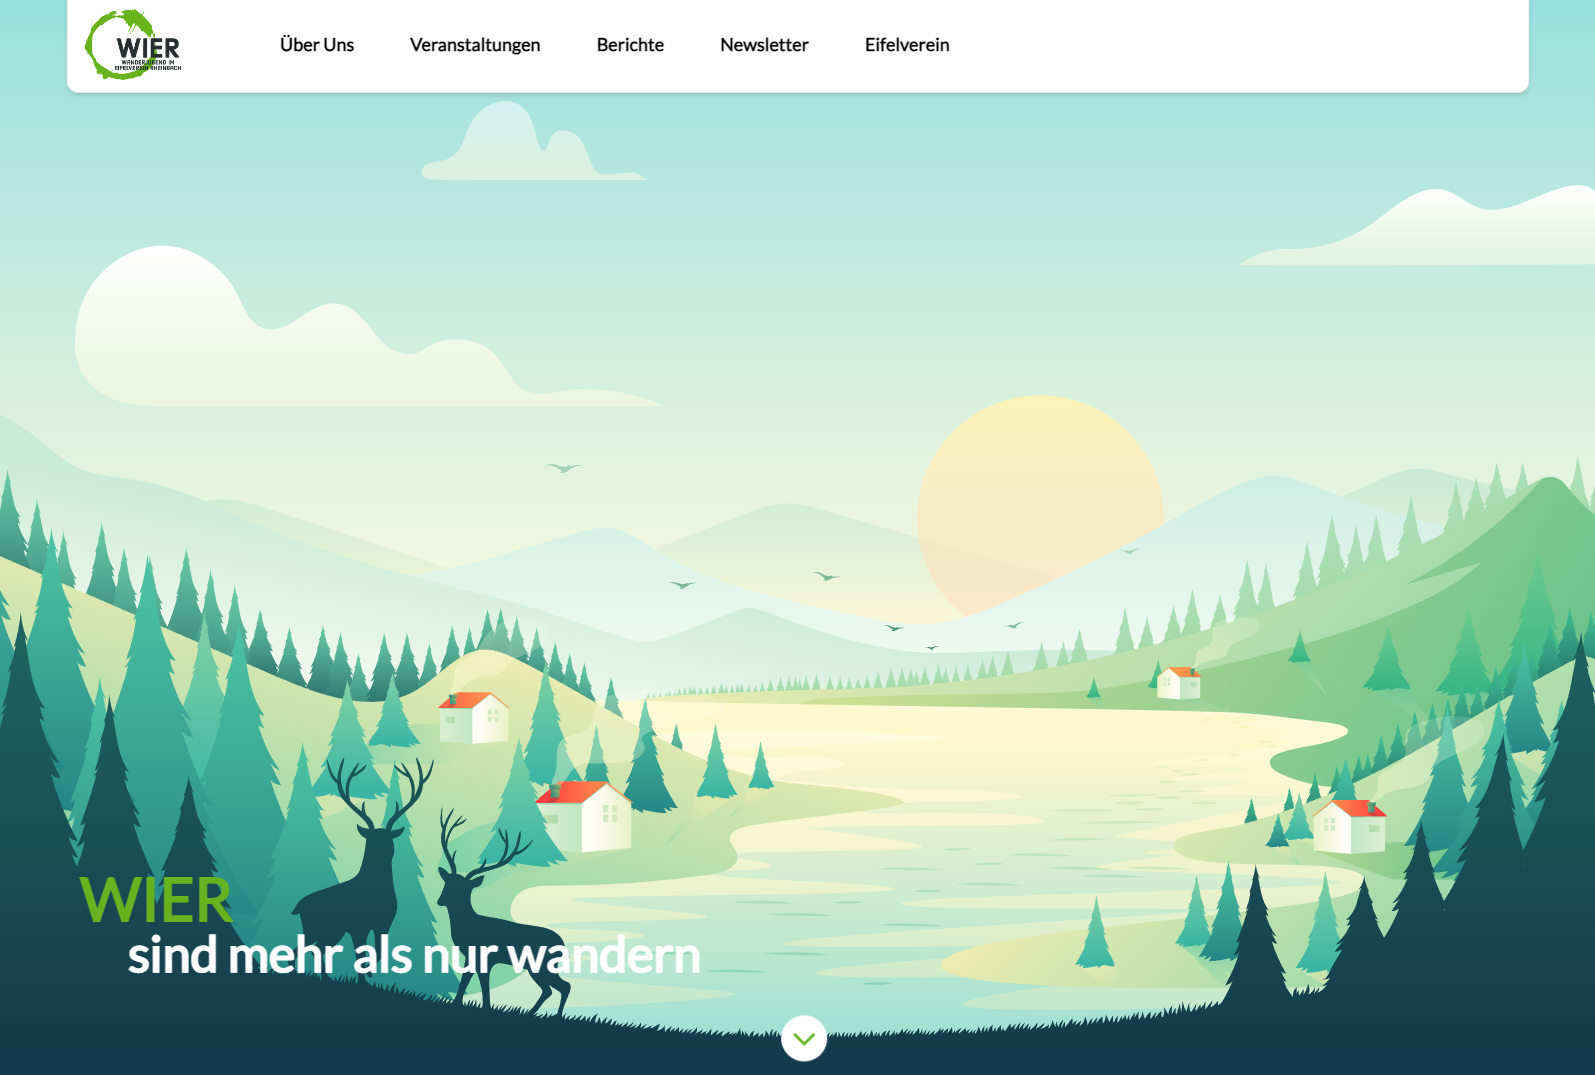 WIER
WANDERJUGEND IM
EIFELVEREIN RHEINBACH
Über Uns
Veranstaltungen
Berichte
Newsletter
Eifelverein
WIER
sind mehr als nur wandern